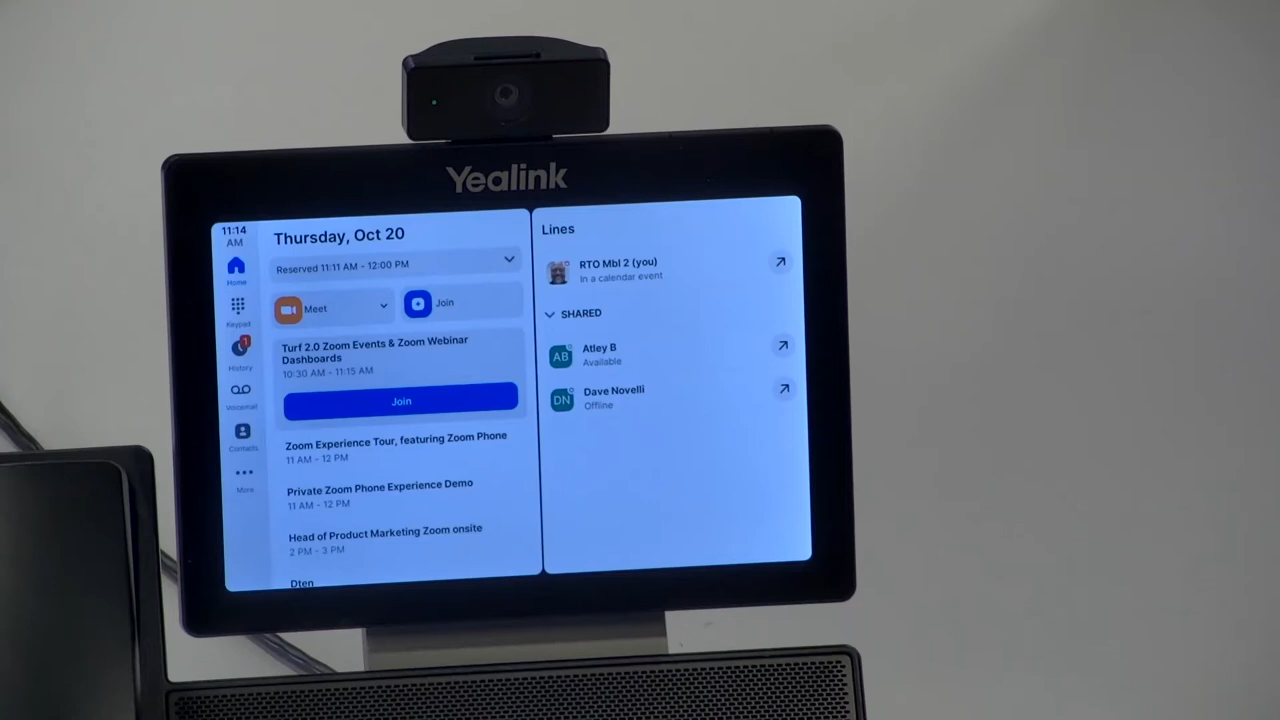 Yealink
11:14
AM
Home
Keypad
1
History
Voicemail
Contacts
More
Thursday, Oct 20
Reserved 11:11 AM - 12:00 PM
Meet
Join
Turf 2.0 Zoom Events & Zoom Webinar
Dashboards
10:30 AM - 11:15 AM
Join
Zoom Experience Tour, featuring Zoom Phone
11 AM - 12 PM
Private Zoom Phone Experience Demo
11 AM - 12 PM
Head of Product Marketing Zoom onsite
2 PM - 3 PM
Dten
Lines
RTO Mbl 2 (you)
In a calendar event
SHARED
AB
Atley B
Available
DN
Dave Novelli
Offline